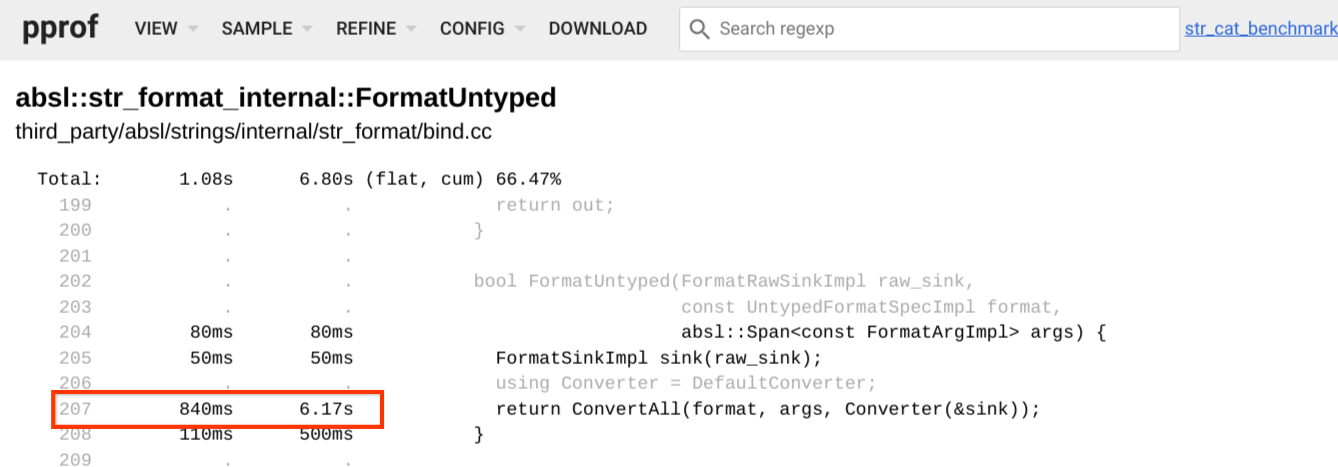 pprof VIEW SAMPLE REFINE CONFIG DOWNLOAD Search regexp str_cat_benchmark
absl::str_format_internal::FormatUntyped
third_party/absl/strings/internal/str_format/bind.cc
Total: 1.08s 6.80s (flat, cum) 66.47%
199 . . return out;
200 . . }
201 . .
202 . . bool FormatUntyped(FormatRawSinkImpl raw_sink,
203 . . const UntypedFormatSpecImpl format,
204 80ms 80ms absl::Span<const FormatArgImpl> args) {
205 50ms 50ms FormatSinkImpl sink(raw_sink);
206 . . using Converter = DefaultConverter;
207 840ms 6.17s return ConvertAll(format, args, Converter(&sink));
208 110ms 500ms }
209 . .